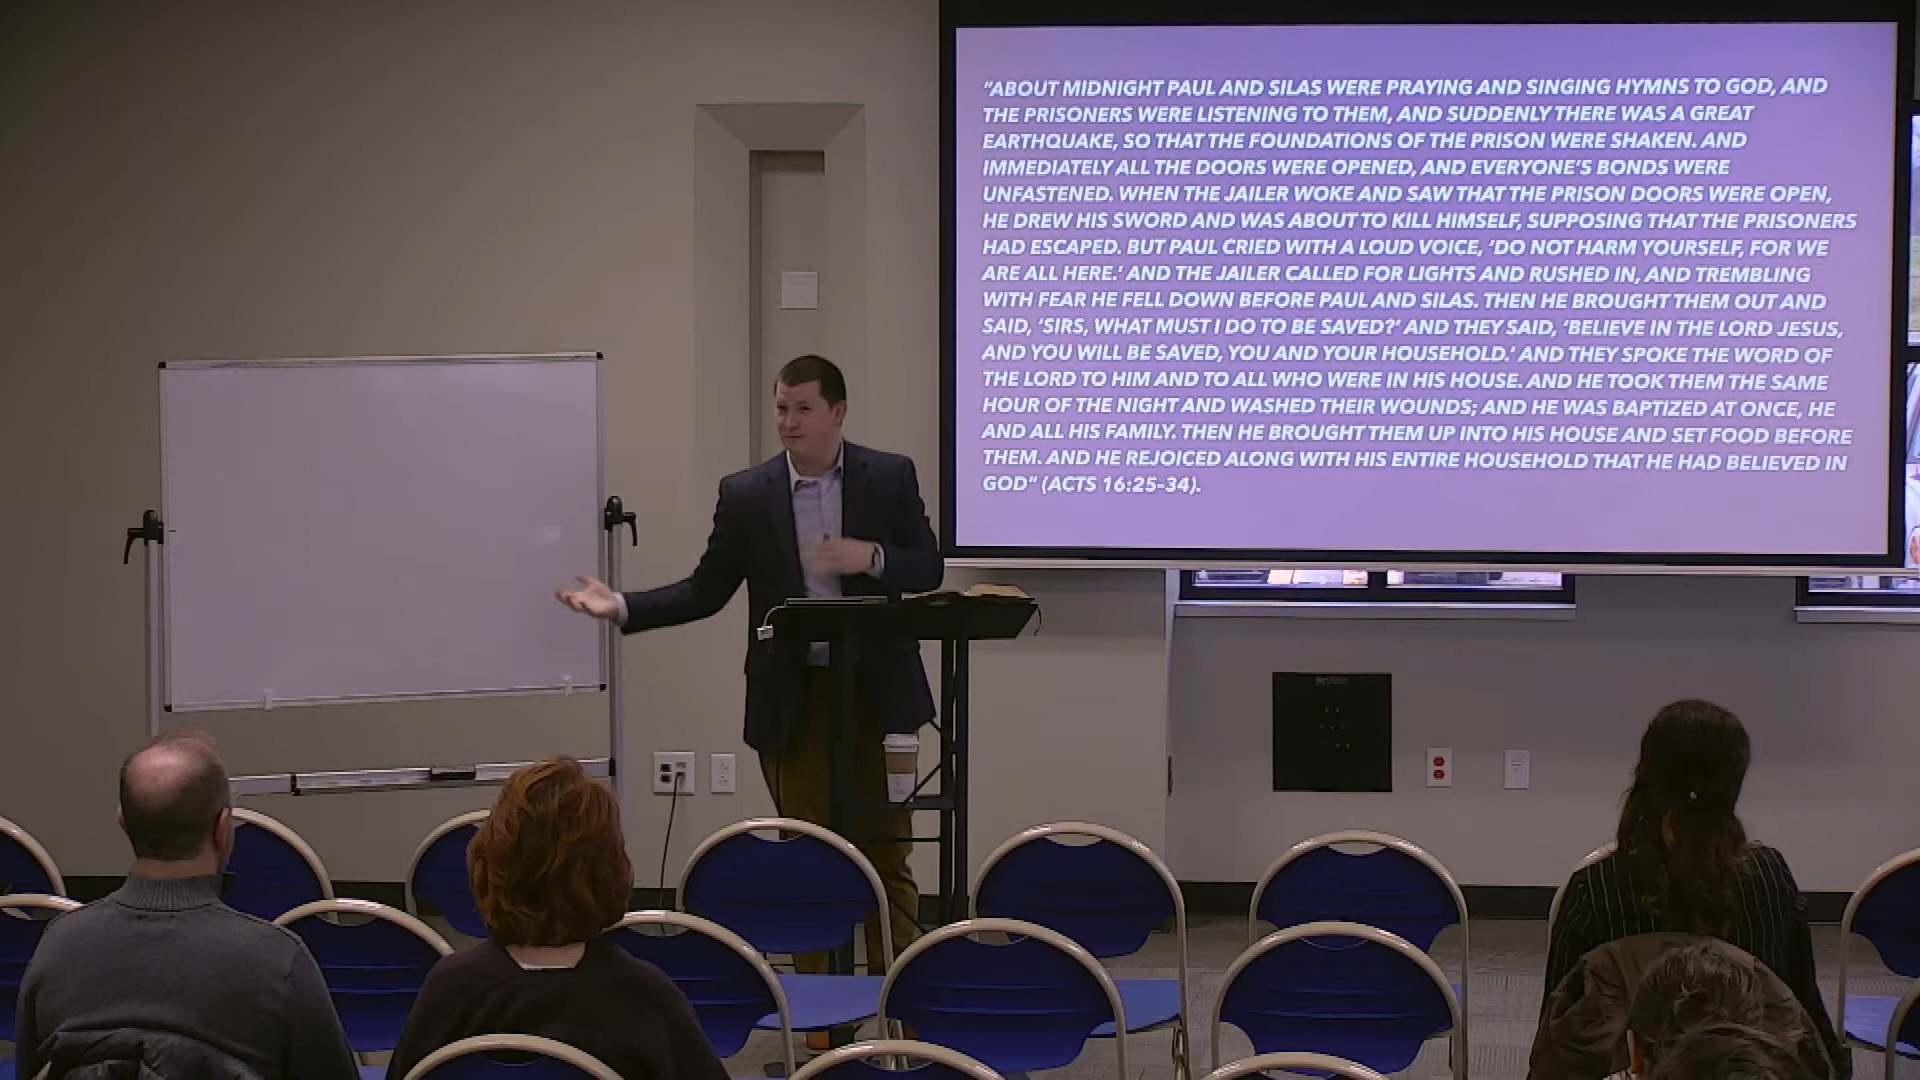 "ABOUT MIDNIGHT PAUL AND SILAS WERE PRAYING AND SINGING HYMNS TO GOD, AND
THE PRISONERS WERE LISTENING TO THEM, AND SUDDENLY THERE WAS A GREAT
EARTHQUAKE, SO THAT THE FOUNDATIONS OF THE PRISON WERE SHAKEN. AND
IMMEDIATELY ALL THE DOORS WERE OPENED, AND EVERYONE'S BONDS WERE
UNFASTENED. WHEN THE JAILER WOKE AND SAW THAT THE PRISON DOORS WERE OPEN,
HE DREW HIS SWORD AND WAS ABOUT TO KILL HIMSELF, SUPPOSING THAT THE PRISONERS
HAD ESCAPED. BUT PAUL CRIED WITH A LOUD VOICE, 'DO NOT HARM YOURSELF, FOR WE
ARE ALL HERE.' AND THE JAILER CALLED FOR LIGHTS AND RUSHED IN, AND TREMBLING
WITH FEAR HE FELL DOWN BEFORE PAUL AND SILAS. THEN HE BROUGHT THEM OUT AND
SAID, 'SIRS, WHAT MUST I DO TO BE SAVED?' AND THEY SAID, 'BELIEVE IN THE LORD JESUS,
AND YOU WILL BE SAVED, YOU AND YOUR HOUSEHOLD.' AND THEY SPOKE THE WORD OF
THE LORD TO HIM AND TO ALL WHO WERE IN HIS HOUSE. AND HE TOOK THEM THE SAME
HOUR OF THE NIGHT AND WASHED THEIR WOUNDS; AND HE WAS BAPTIZED AT ONCE, HE
AND ALL HIS FAMILY. THEN HE BROUGHT THEM UP INTO HIS HOUSE AND SET FOOD BEFORE
THEM. AND HE REJOICED ALONG WITH HIS ENTIRE HOUSEHOLD THAT HE HAD BELIEVED IN
GOD" (ACTS 16:25-34).